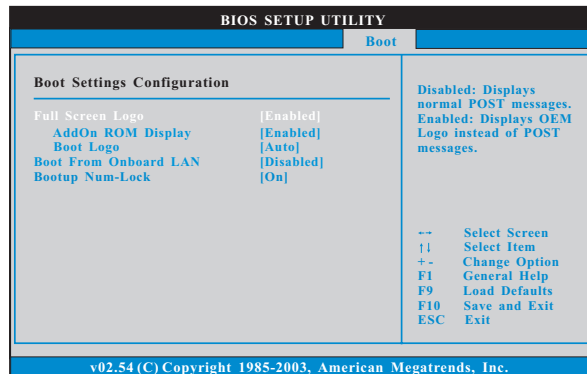 BIOS SETUP UTILITY
Boot
Boot Settings Configuration
Full Screen Logo [Enabled]
AddOn ROM Display [Enabled]
Boot Logo [Auto]
Boot From Onboard LAN [Disabled]
Bootup Num-Lock [On]
Disabled: Displays
normal POST messages.
Enabled: Displays OEM
Logo instead of POST
messages.
←→ Select Screen
↑↓ Select Item
+- Change Option
F1 General Help
F9 Load Defaults
F10 Save and Exit
ESC Exit
v02.54 (C) Copyright 1985-2003, American Megatrends, Inc.